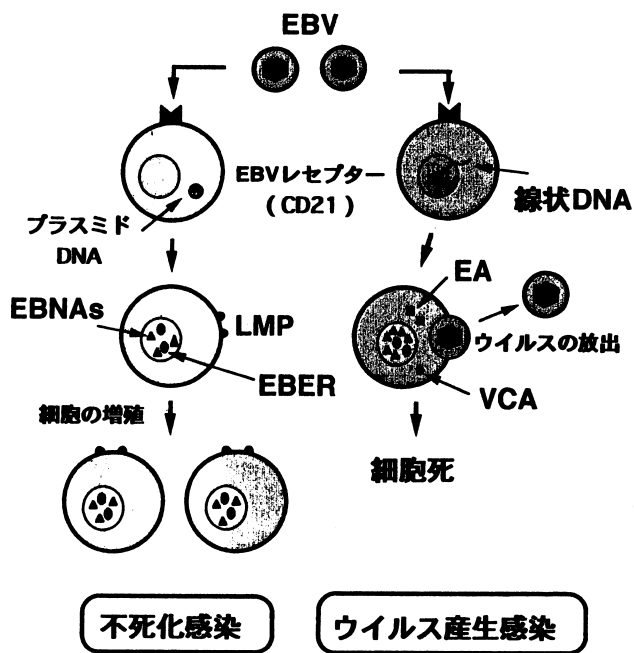 EBV
EBVレセプター
(CD21)
プラスミド
DNA
線状DNA
EBNAs
LMP
EBER
EA
ウイルスの放出
VCA
細胞の増殖
細胞死
不死化感染
ウイルス産生感染